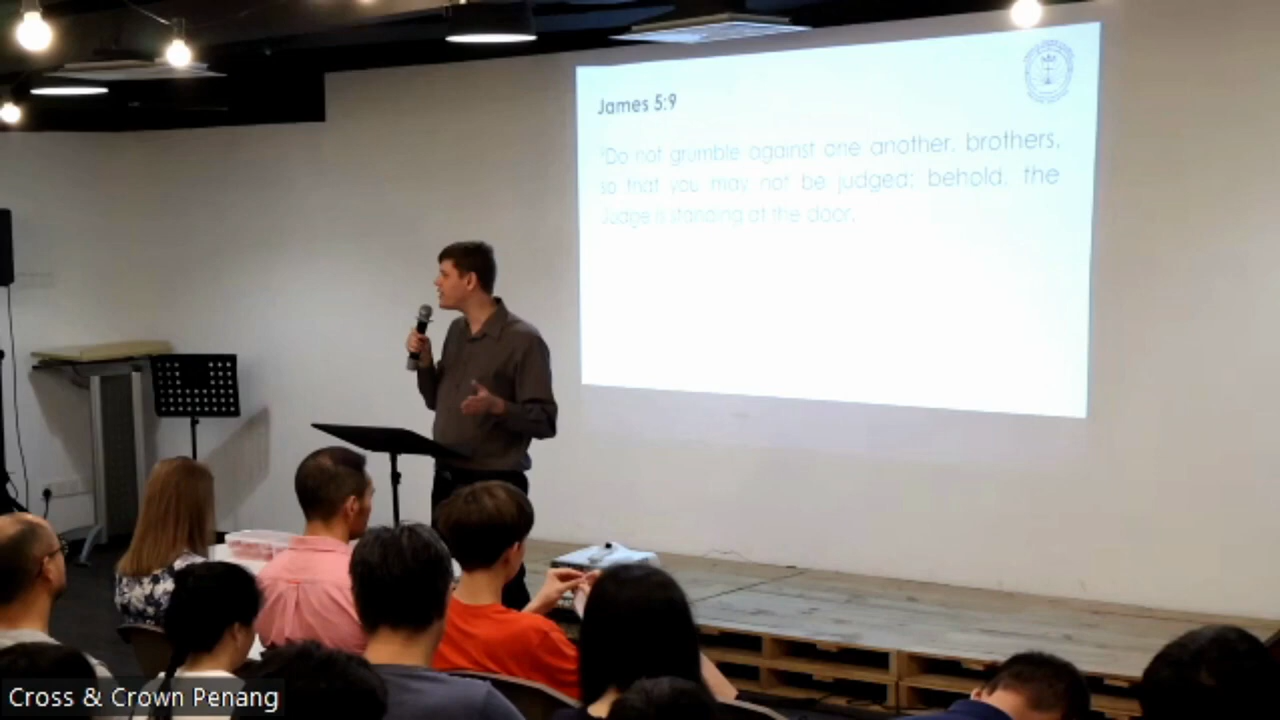 James 5:9
⁹Do not grumble against one another, brothers,
so that you may not be judged; behold, the
Judge is standing at the door.
Cross & Crown Penang